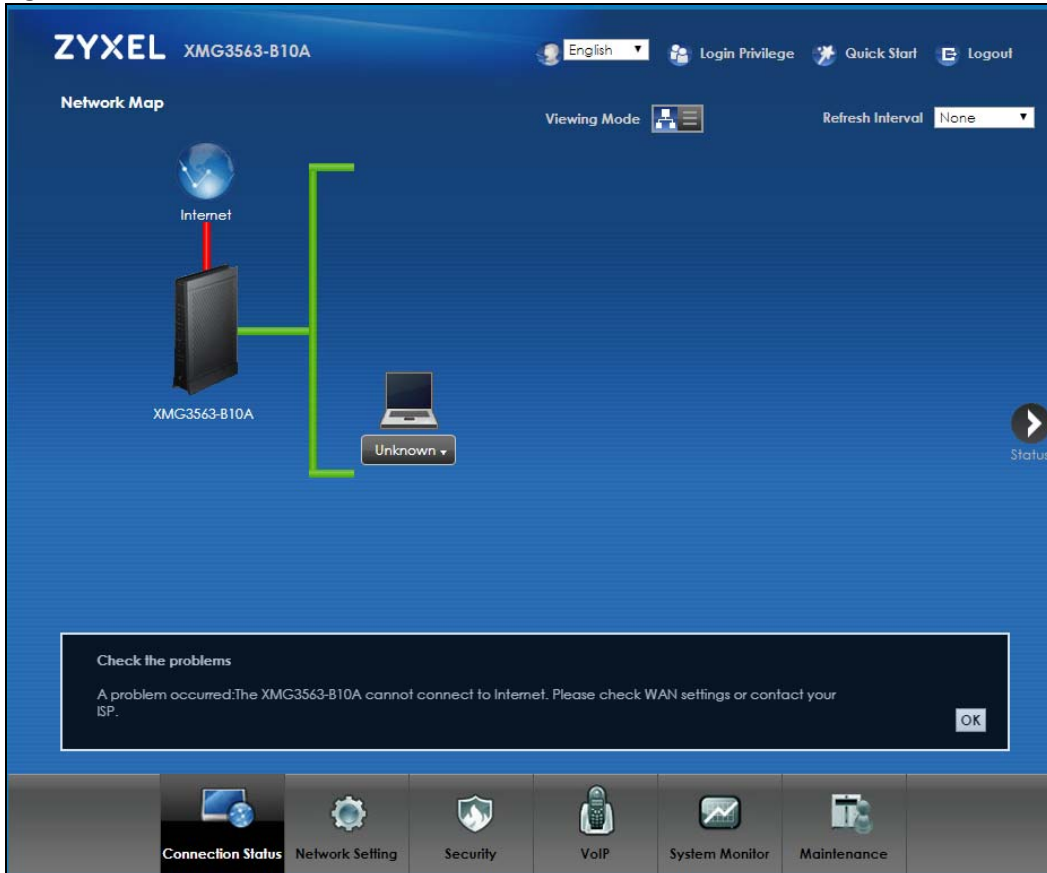 ZYXEL XMG3563-B10A
English
Login Privilege
Quick Start
Logout
Network Map
Viewing Mode
Refresh Interval
None
Internet
XMG3563-B10A
Unknown
Status
Check the problems
A problem occurred:The XMG3563-B10A cannot connect to Internet. Please check WAN settings or contact your
ISP.
OK
Connection Status
Network Setting
Security
VoIP
System Monitor
Maintenance